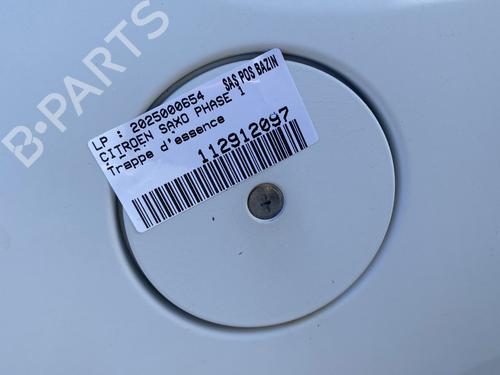 B-PARTS
SAS POS BAZIN
LP : 2025000654
CITROEN SAXO PHASE 1
Trappe d'essence
112912097